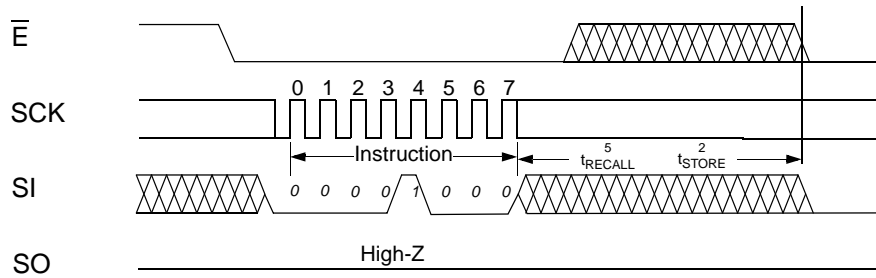 E
SCK
0 1 2 3 4 5 6 7
Instruction
5
tRECALL
2
tSTORE
SI
0 0 0 0 1 0 0 0
High-Z
SO